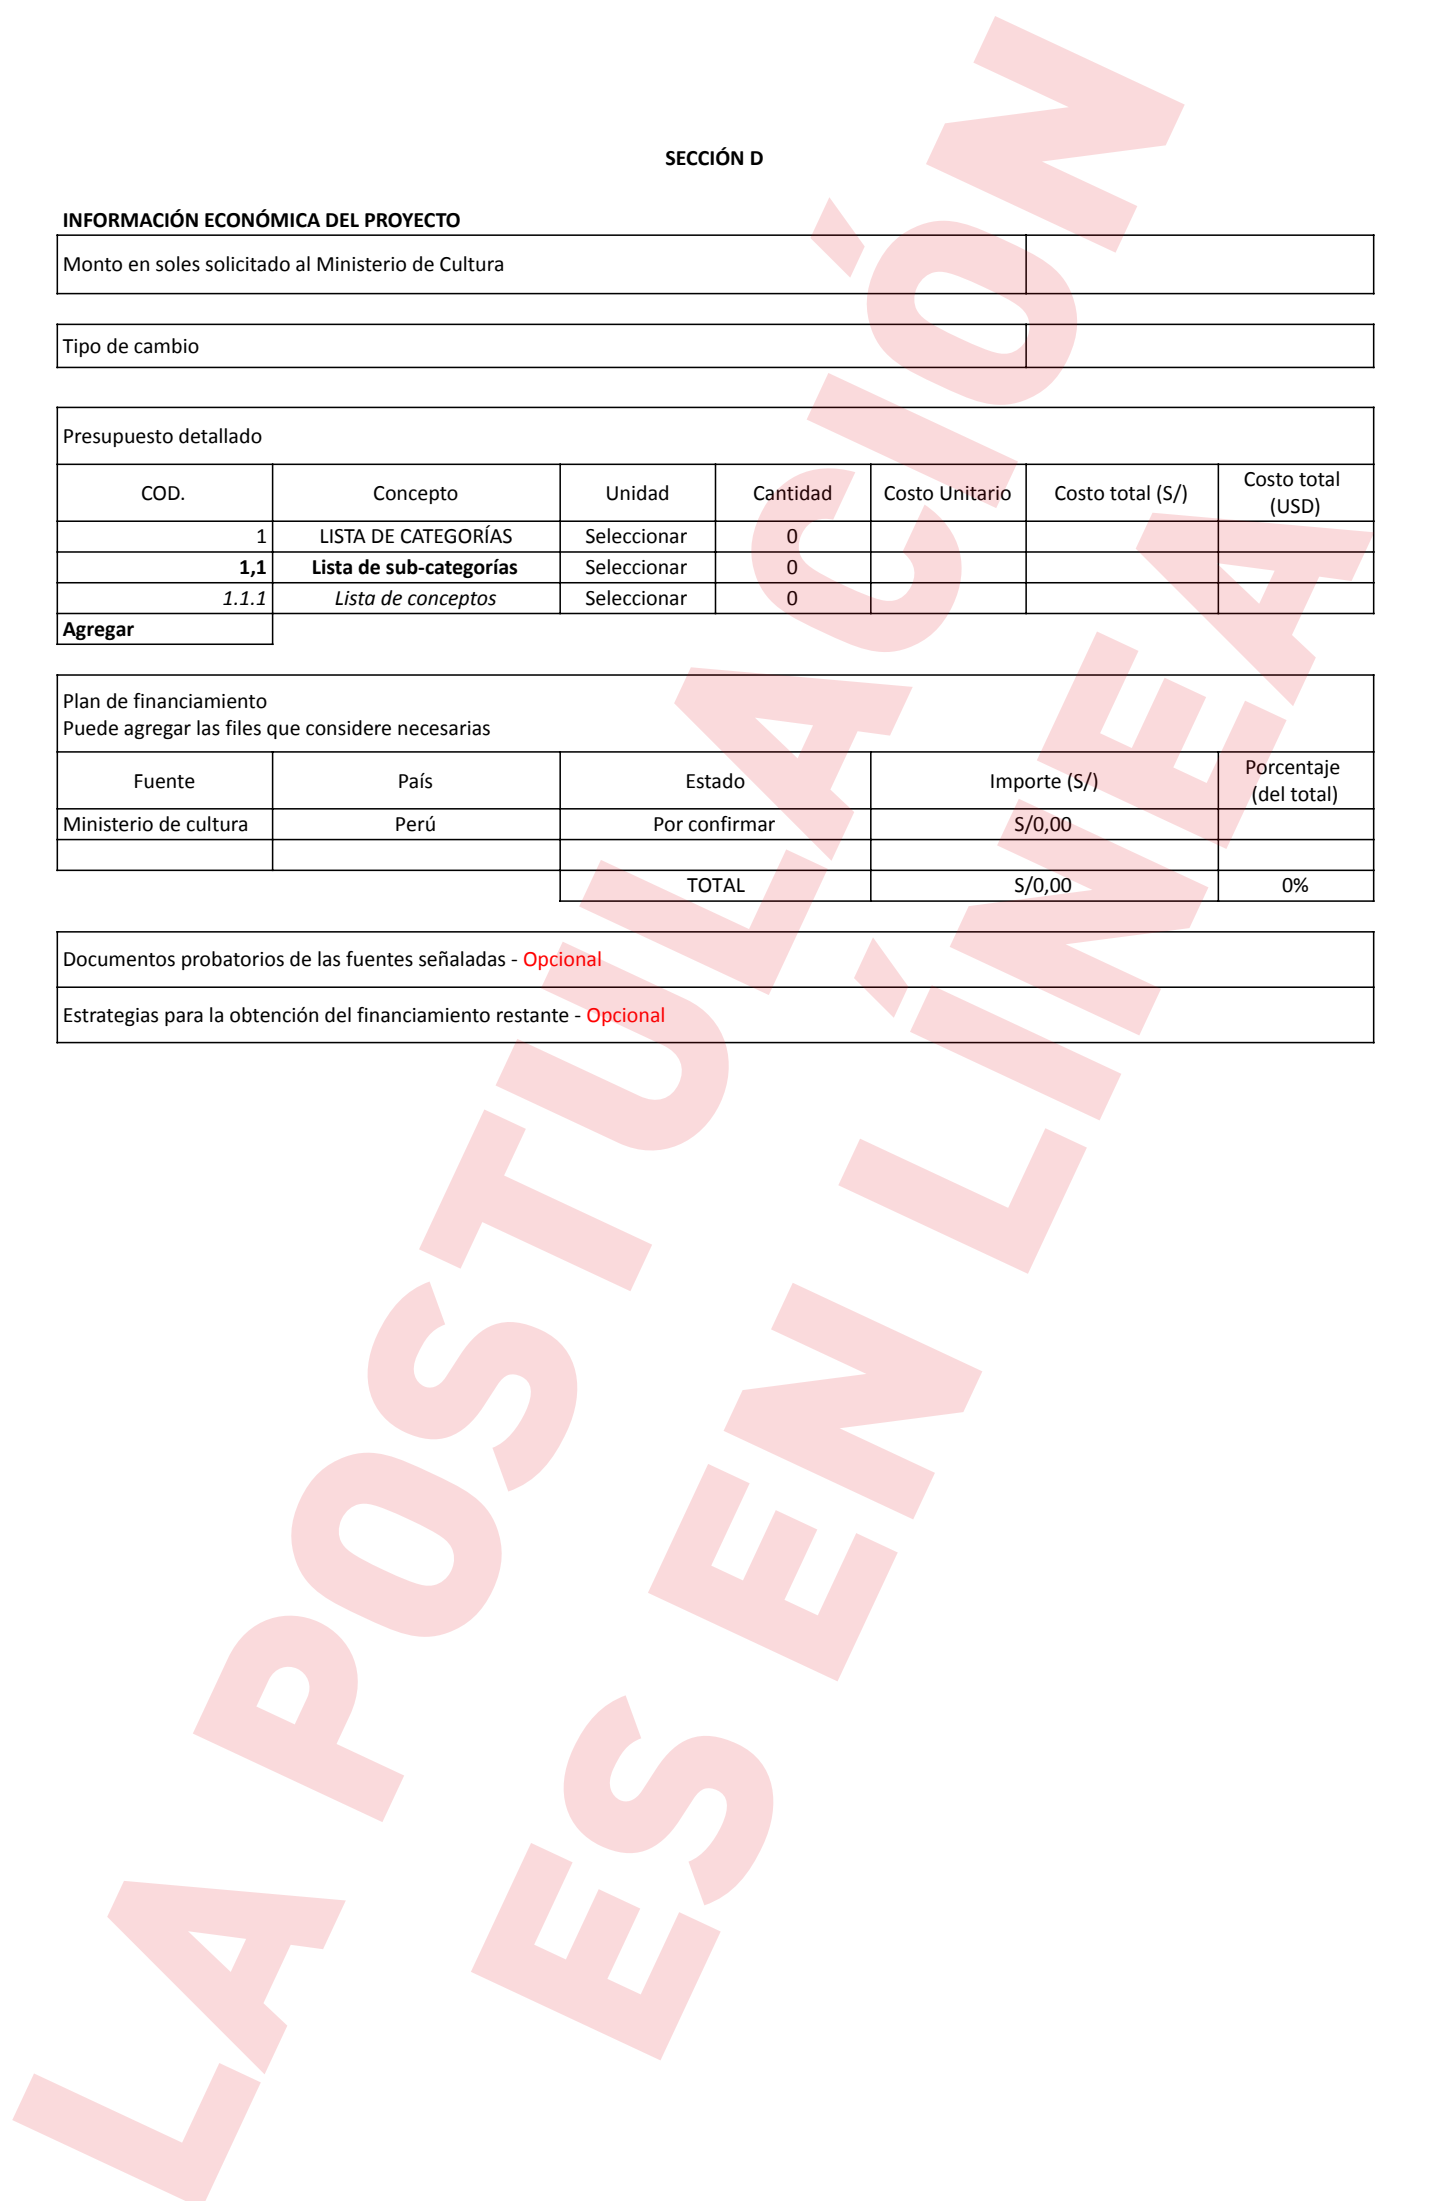 SECCIÓN D
INFORMACIÓN ECONÓMICA DEL PROYECTO
Monto en soles solicitado al Ministerio de Cultura
Tipo de cambio
Presupuesto detallado
COD. Concepto Unidad Cantidad Costo Unitario Costo total (S/) Costo total (USD)
1 LISTA DE CATEGORÍAS Seleccionar 0
1,1 Lista de sub-categorías Seleccionar 0
1.1.1 Lista de conceptos Seleccionar 0
Agregar
Plan de financiamiento
Puede agregar las files que considere necesarias
Fuente País Estado Importe (S/) Porcentaje (del total)
Ministerio de cultura Perú Por confirmar S/0,00
TOTAL S/0,00 0%
Documentos probatorios de las fuentes señaladas - Opcional
Estrategias para la obtención del financiamiento restante - Opcional
LA POSTULACIÓN
ES EN LÍNEA